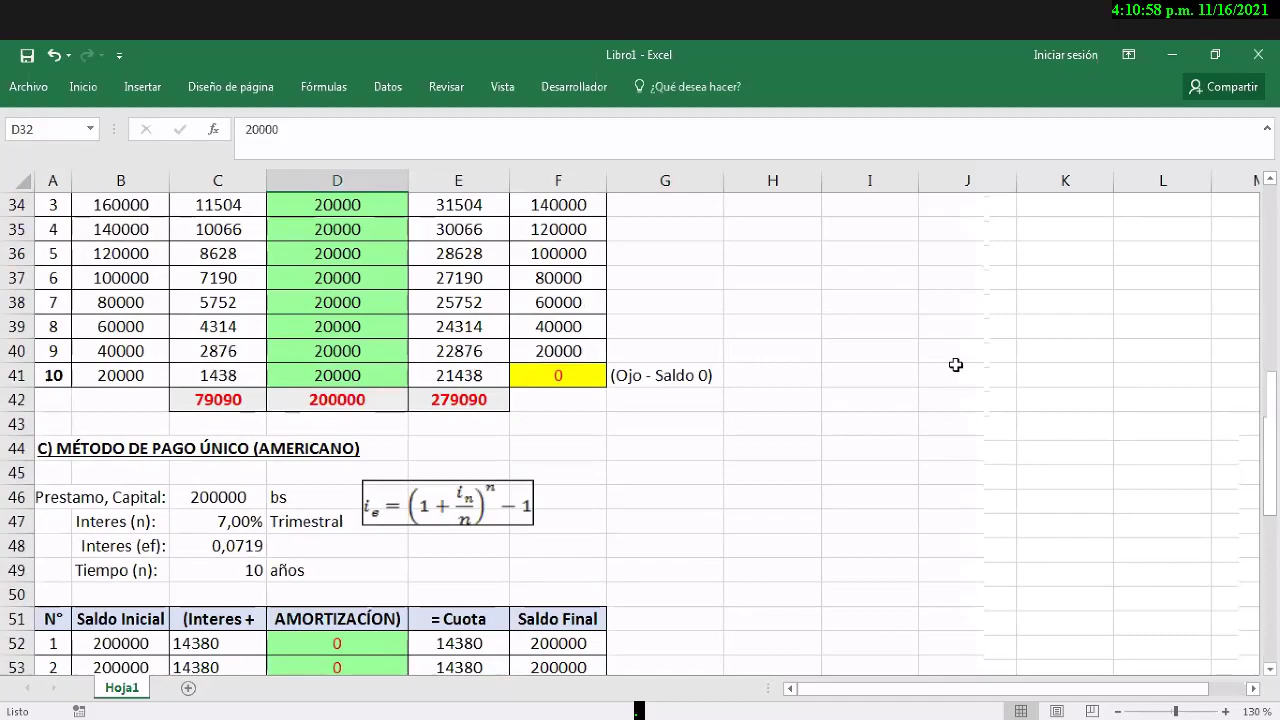 4:10:58 p.m. 11/16/2021
Libro1 - Excel
Iniciar sesión
Archivo Inicio Insertar Diseño de página Fórmulas Datos Revisar Vista Desarrollador ¿Qué desea hacer? Compartir
D32 fx 20000
A B C D E F G H I J K L M
34 3 160000 11504 20000 31504 140000
35 4 140000 10066 20000 30066 120000
36 5 120000 8628 20000 28628 100000
37 6 100000 7190 20000 27190 80000
38 7 80000 5752 20000 25752 60000
39 8 60000 4314 20000 24314 40000
40 9 40000 2876 20000 22876 20000
41 10 20000 1438 20000 21438 0 (Ojo - Saldo 0)
42 79090 200000 279090
43
44 C) MÉTODO DE PAGO ÚNICO (AMERICANO)
45
46 Prestamo, Capital: 200000 bs
i_e = (1 + i_n/n)^n − 1
47 Interes (n): 7,00% Trimestral
48 Interes (ef): 0,0719
49 Tiempo (n): 10 años
50
51 N° Saldo Inicial (Interes + AMORTIZACÍON) = Cuota Saldo Final
52 1 200000 14380 0 14380 200000
53 2 200000 14380 0 14380 200000
Hoja1
Listo
130 %